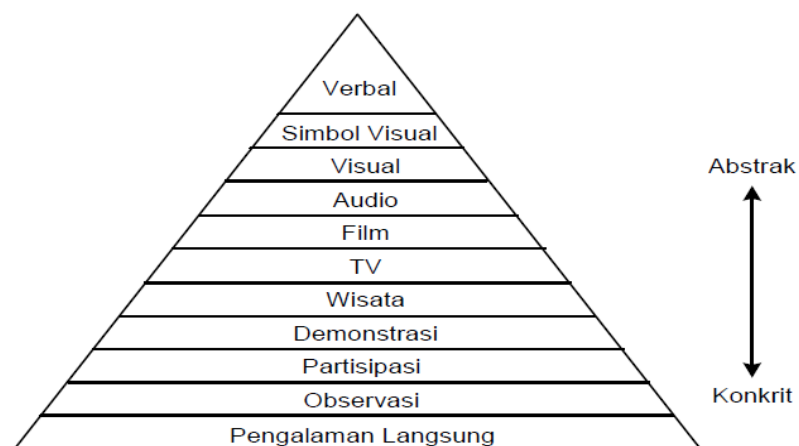 Verbal
Simbol Visual
Visual
Audio
Film
TV
Wisata
Demonstrasi
Partisipasi
Observasi
Pengalaman Langsung
Abstrak
Konkrit